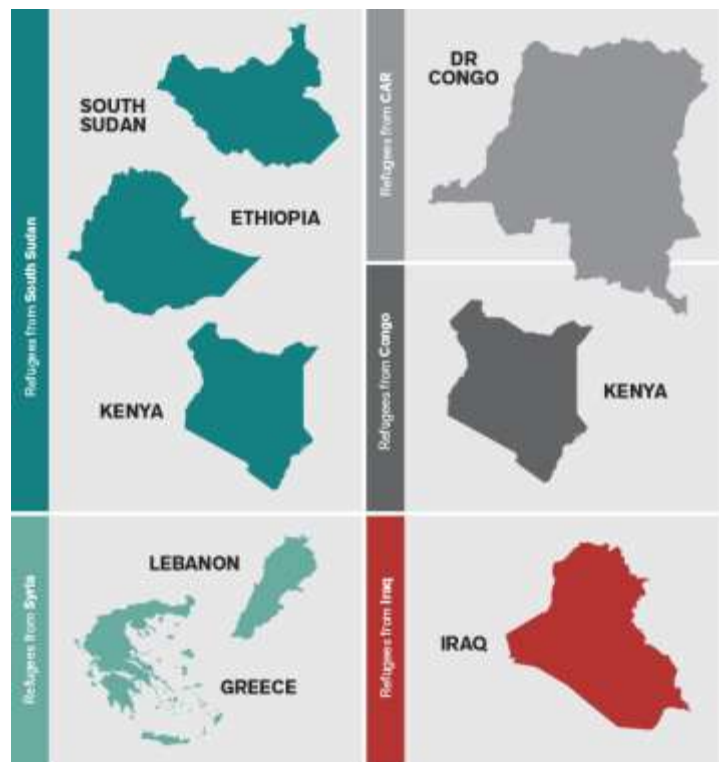 Refugees from South Sudan
SOUTH
SUDAN
ETHIOPIA
KENYA
Refugees from CAR
DR
CONGO
Refugees from Congo
KENYA
Refugees from Syria
LEBANON
GREECE
Refugees from Iraq
IRAQ